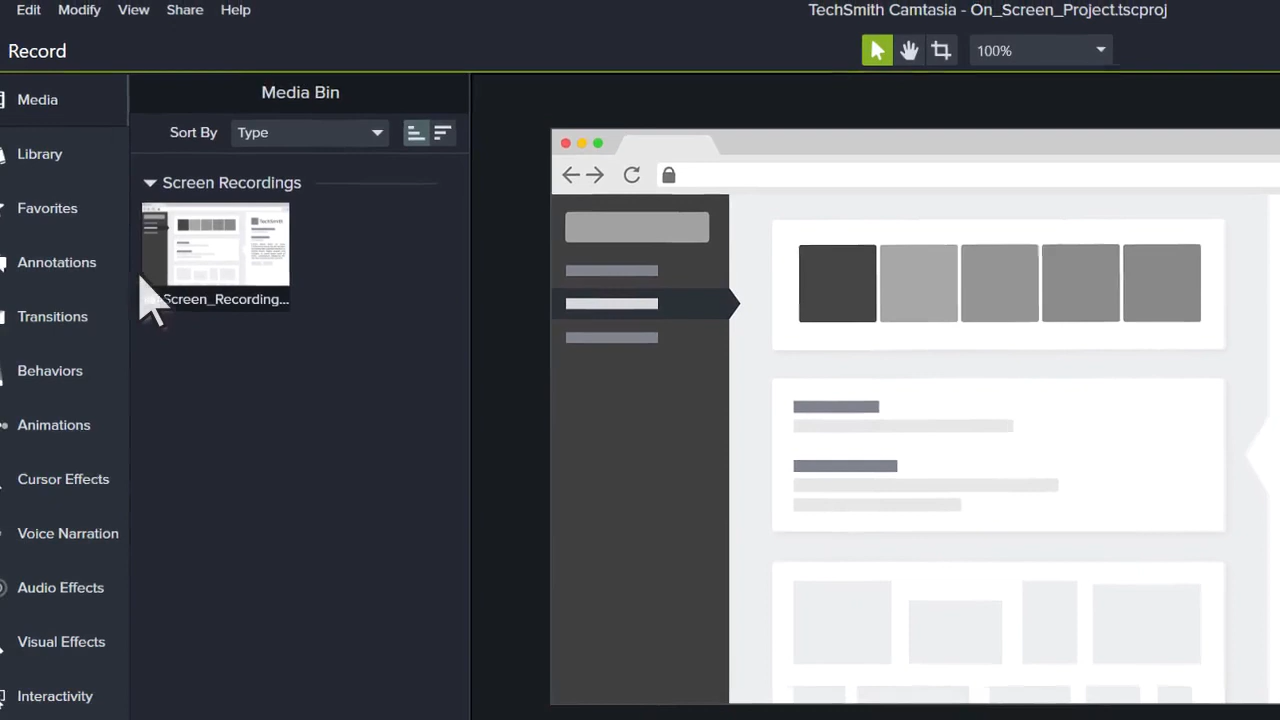 Edit Modify View Share Help
TechSmith Camtasia - On_Screen_Project.tscproj
Record
100%
Media
Media Bin
Sort By Type
Library
Screen Recordings
TechSmith
Annotations
Screen_Recording...
Transitions
Behaviors
Animations
Cursor Effects
Voice Narration
Audio Effects
Visual Effects
Interactivity